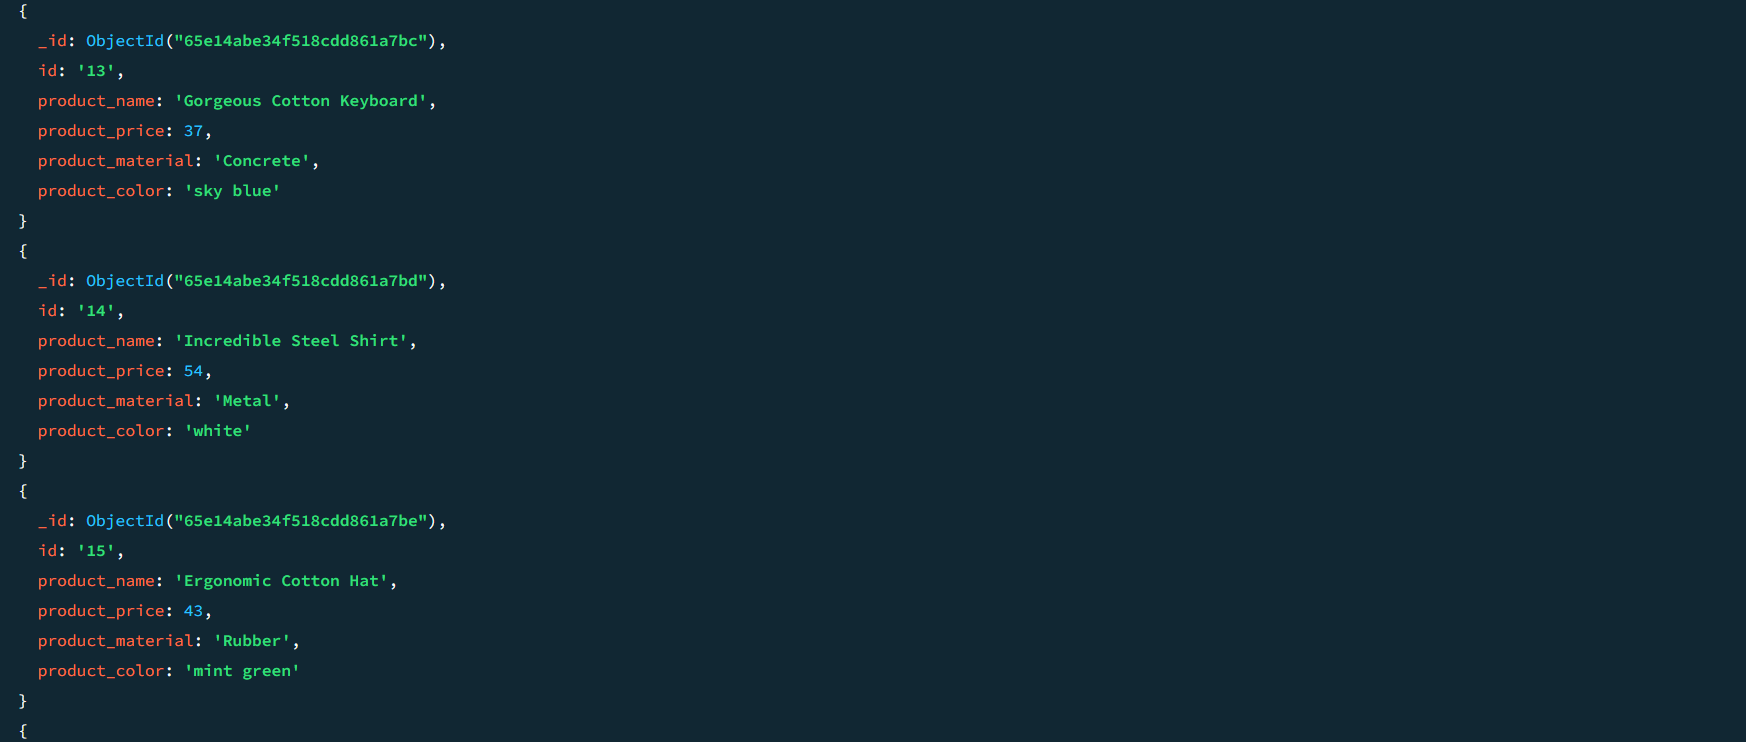 {
  _id: ObjectId("65e14abe34f518cdd861a7bc"),
  id: '13',
  product_name: 'Gorgeous Cotton Keyboard',
  product_price: 37,
  product_material: 'Concrete',
  product_color: 'sky blue'
}
{
  _id: ObjectId("65e14abe34f518cdd861a7bd"),
  id: '14',
  product_name: 'Incredible Steel Shirt',
  product_price: 54,
  product_material: 'Metal',
  product_color: 'white'
}
{
  _id: ObjectId("65e14abe34f518cdd861a7be"),
  id: '15',
  product_name: 'Ergonomic Cotton Hat',
  product_price: 43,
  product_material: 'Rubber',
  product_color: 'mint green'
}
{